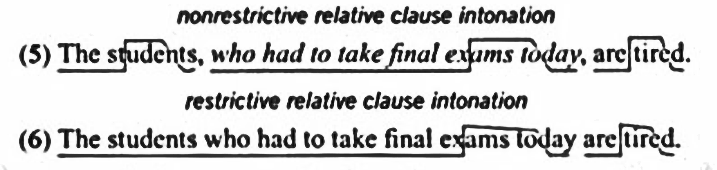 nonrestrictive relative clause intonation
(5) The students, who had to take final exams today, are tired.
restrictive relative clause intonation
(6) The students who had to take final exams today are tired.